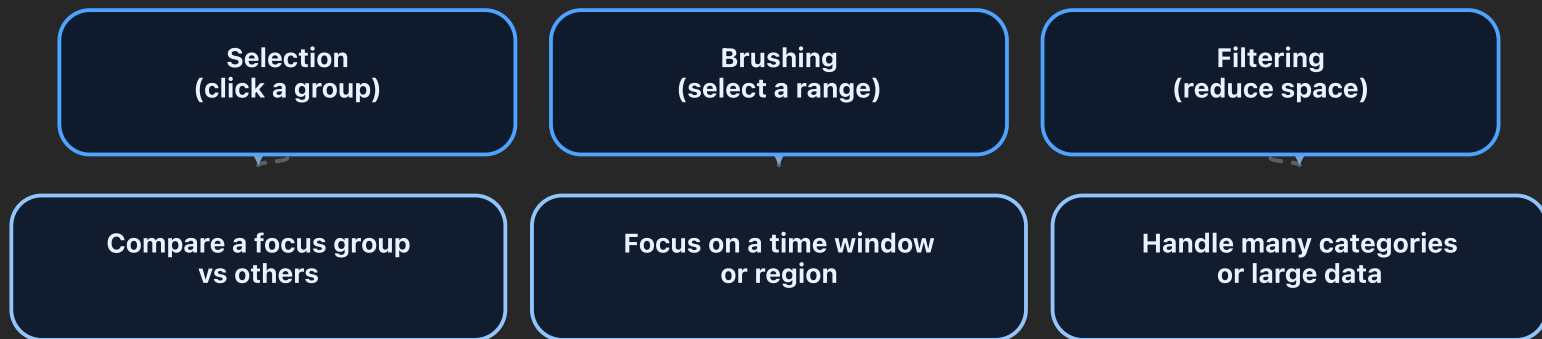 Selection
(click a group)
Brushing
(select a range)
Filtering
(reduce space)
Compare a focus group
vs others
Focus on a time window
or region
Handle many categories
or large data